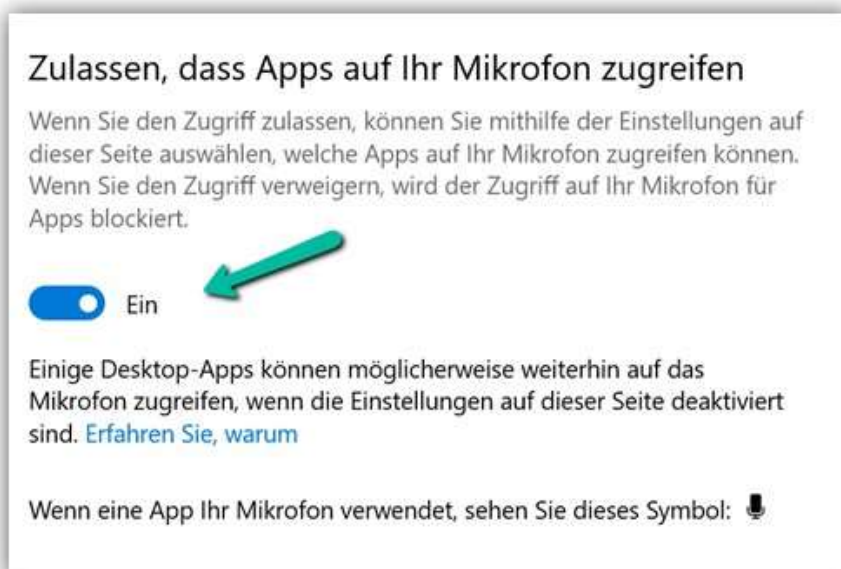 Zulassen, dass Apps auf Ihr Mikrofon zugreifen
Wenn Sie den Zugriff zulassen, können Sie mithilfe der Einstellungen auf
dieser Seite auswählen, welche Apps auf Ihr Mikrofon zugreifen können.
Wenn Sie den Zugriff verweigern, wird der Zugriff auf Ihr Mikrofon für
Apps blockiert.
Ein
Einige Desktop-Apps können möglicherweise weiterhin auf das
Mikrofon zugreifen, wenn die Einstellungen auf dieser Seite deaktiviert
sind. Erfahren Sie, warum
Wenn eine App Ihr Mikrofon verwendet, sehen Sie dieses Symbol: